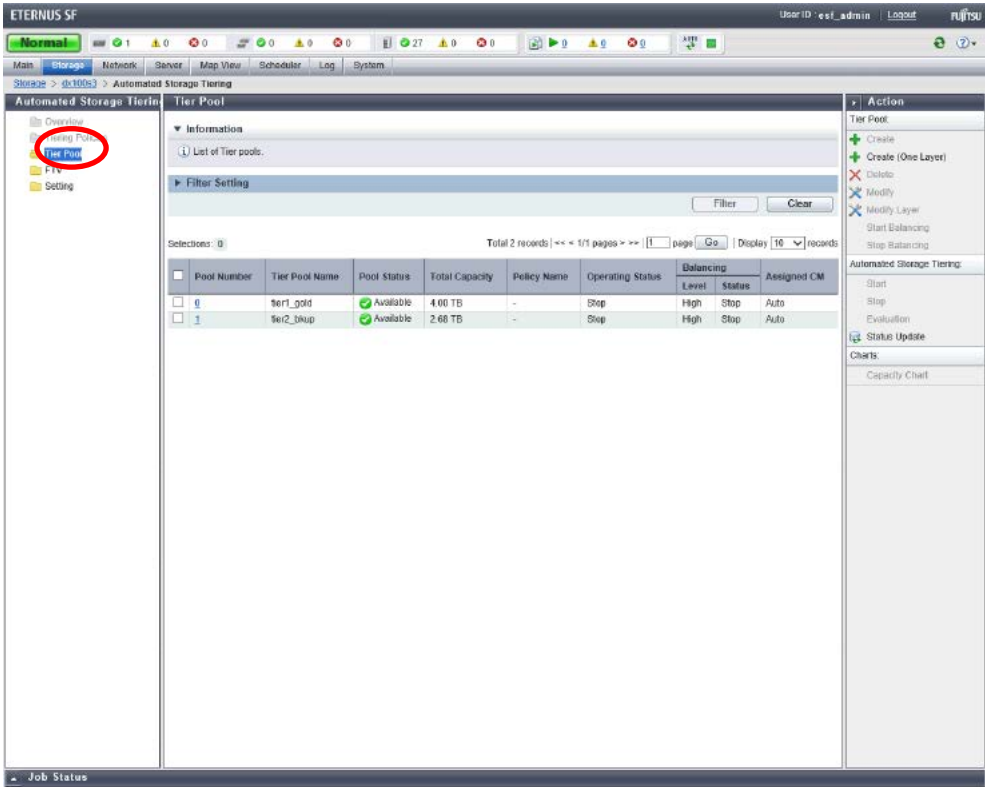 ETERNUS SF
User ID : esf_admin Logout FUJITSU
Normal 1 0 0 0 0 0 27 0 0 0 0 0
Main Storage Network Server Map View Scheduler Log System
Storage > dx100s3 > Automated Storage Tiering
Automated Storage Tierin
Overview
Tiering Polic
Tier Pool
FTV
Setting
Tier Pool
Information
List of Tier pools.
Filter Setting
Filter Clear
Selections: 0 Total 2 records | << < 1/1 pages > >> | 1 page Go | Display 10 records
Pool Number Tier Pool Name Pool Status Total Capacity Policy Name Operating Status Balancing Assigned CM
Level Status
0 tier1_gold Available 4.00 TB - Stop High Stop Auto
1 tier2_bkup Available 2.68 TB - Stop High Stop Auto
Action
Tier Pool:
Create
Create (One Layer)
Delete
Modify
Modify Layer
Start Balancing
Stop Balancing
Automated Storage Tiering:
Start
Stop
Evaluation
Status Update
Charts:
Capacity Chart
Job Status